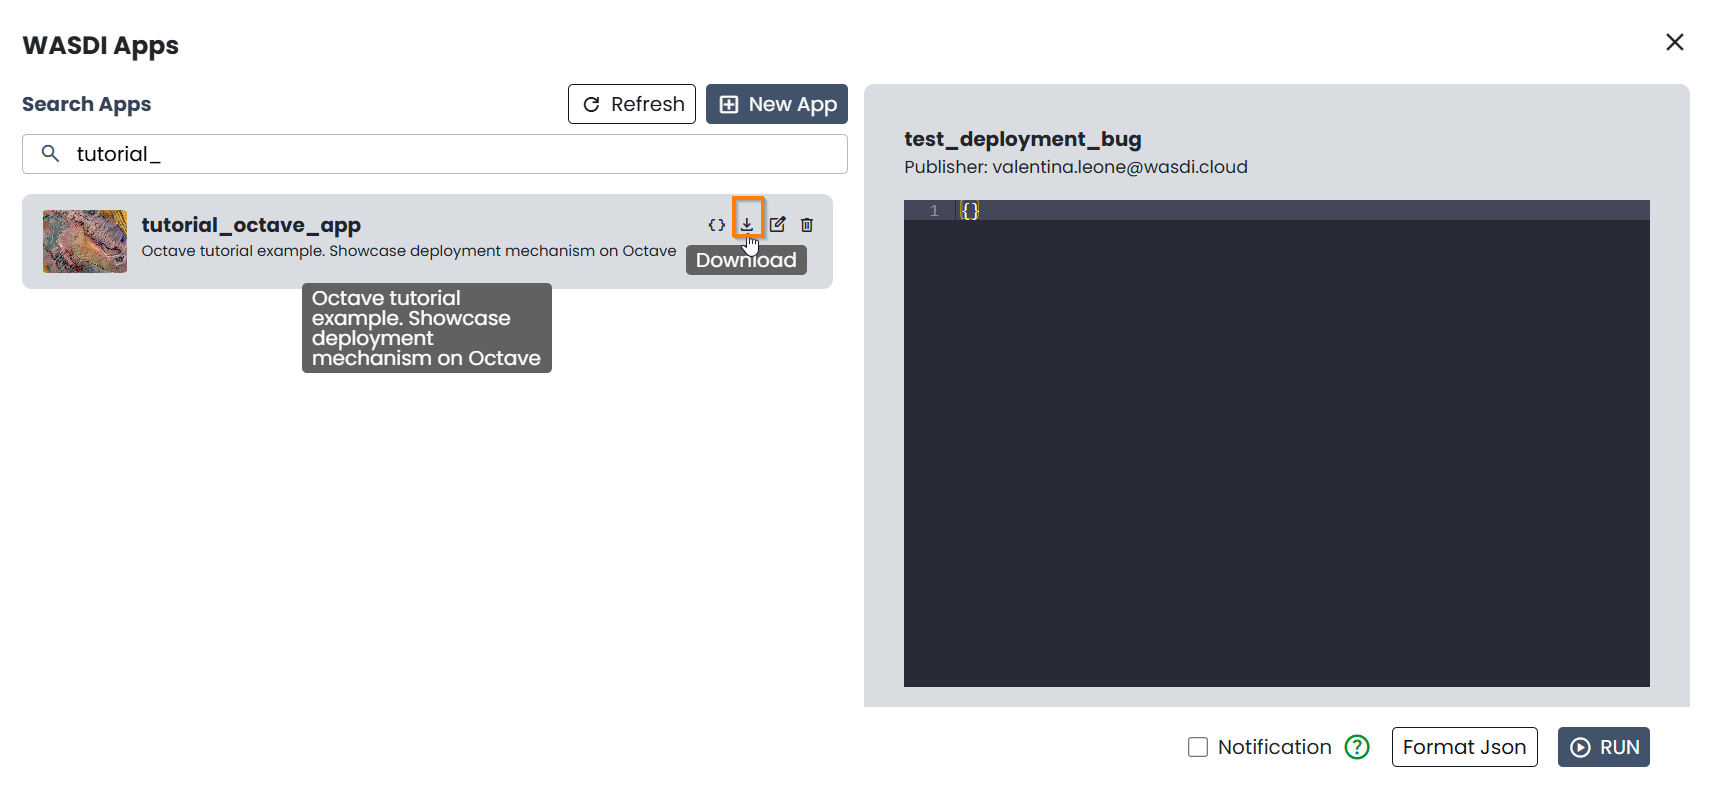 WASDI Apps
Search Apps
Refresh
New App
tutorial_
tutorial_octave_app
Octave tutorial example. Showcase deployment mechanism on Octave
Download
Octave tutorial
example. Showcase
deployment
mechanism on Octave
test_deployment_bug
Publisher: valentina.leone@wasdi.cloud
1 {}
Notification
Format Json
RUN